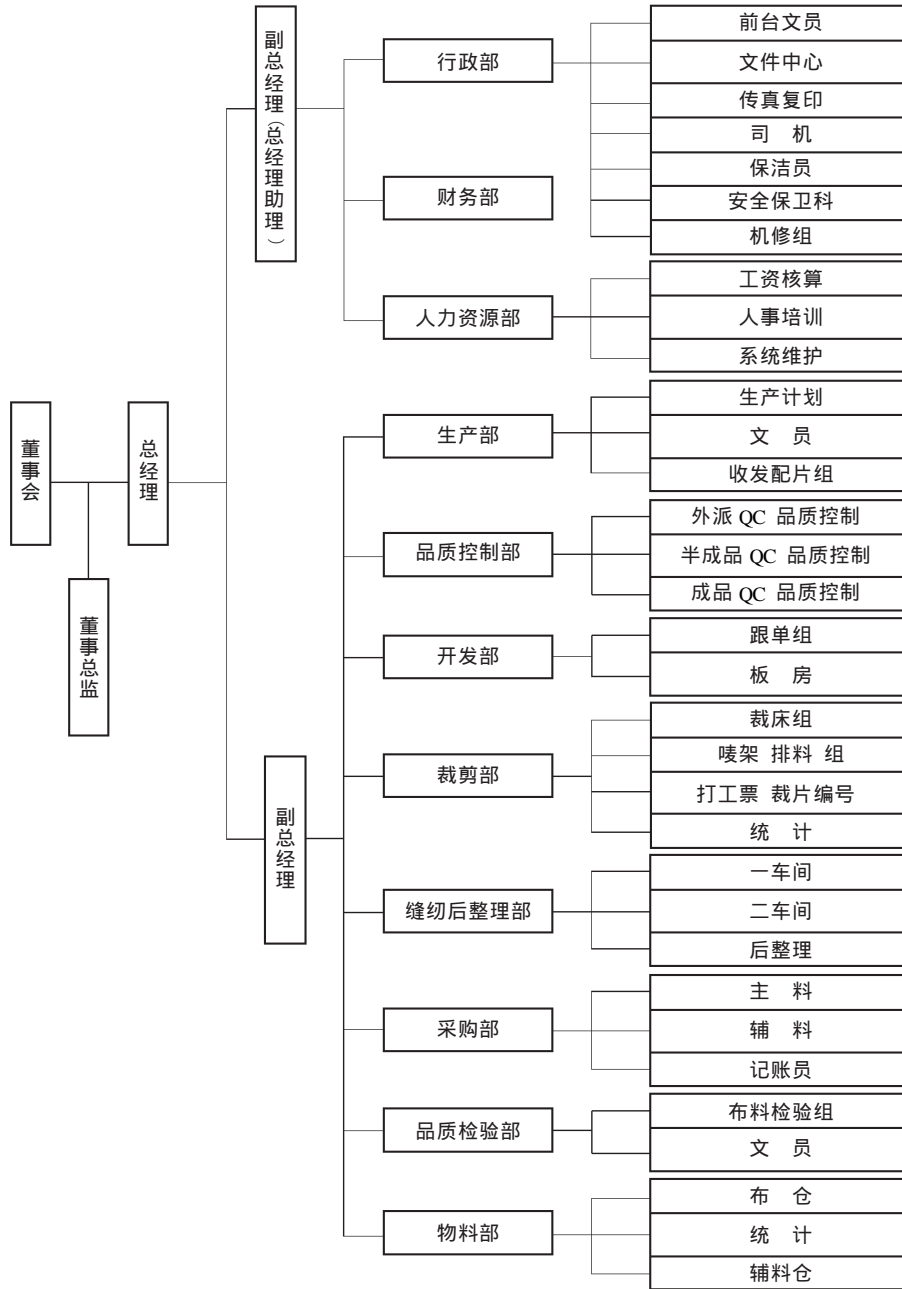 董事会
董事总监
总经理
副总经理（总经理助理）
行政部
前台文员
文件中心
传真复印
司 机
保洁员
安全保卫科
机修组
财务部
人力资源部
工资核算
人事培训
系统维护
副总经理
生产部
生产计划
文 员
收发配片组
品质控制部
外派 QC 品质控制
半成品 QC 品质控制
成品 QC 品质控制
开发部
跟单组
板 房
裁剪部
裁床组
唛架 排料 组
打工票 裁片编号
统 计
缝纫后整理部
一车间
二车间
后整理
采购部
主 料
辅 料
记账员
品质检验部
布料检验组
文 员
物料部
布 仓
统 计
辅料仓